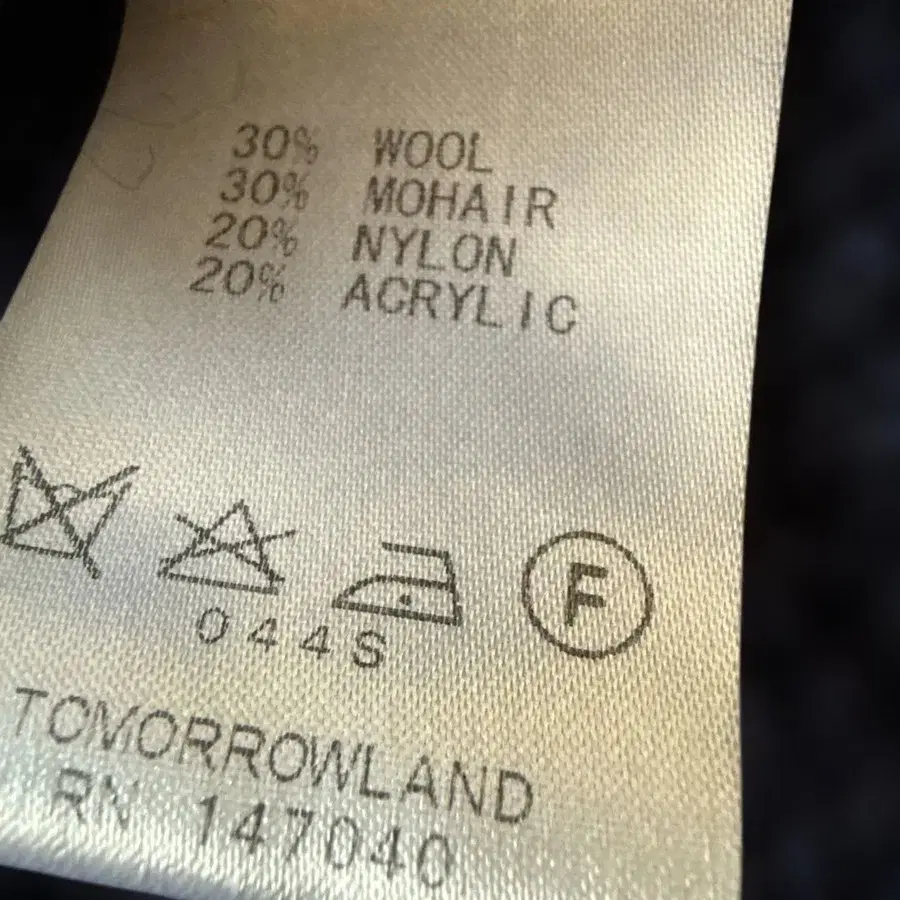 30% WOOL
30% MOHAIR
20% NYLON
20% ACRYLIC
F
044S
TOMORROWLAND
RN 147040